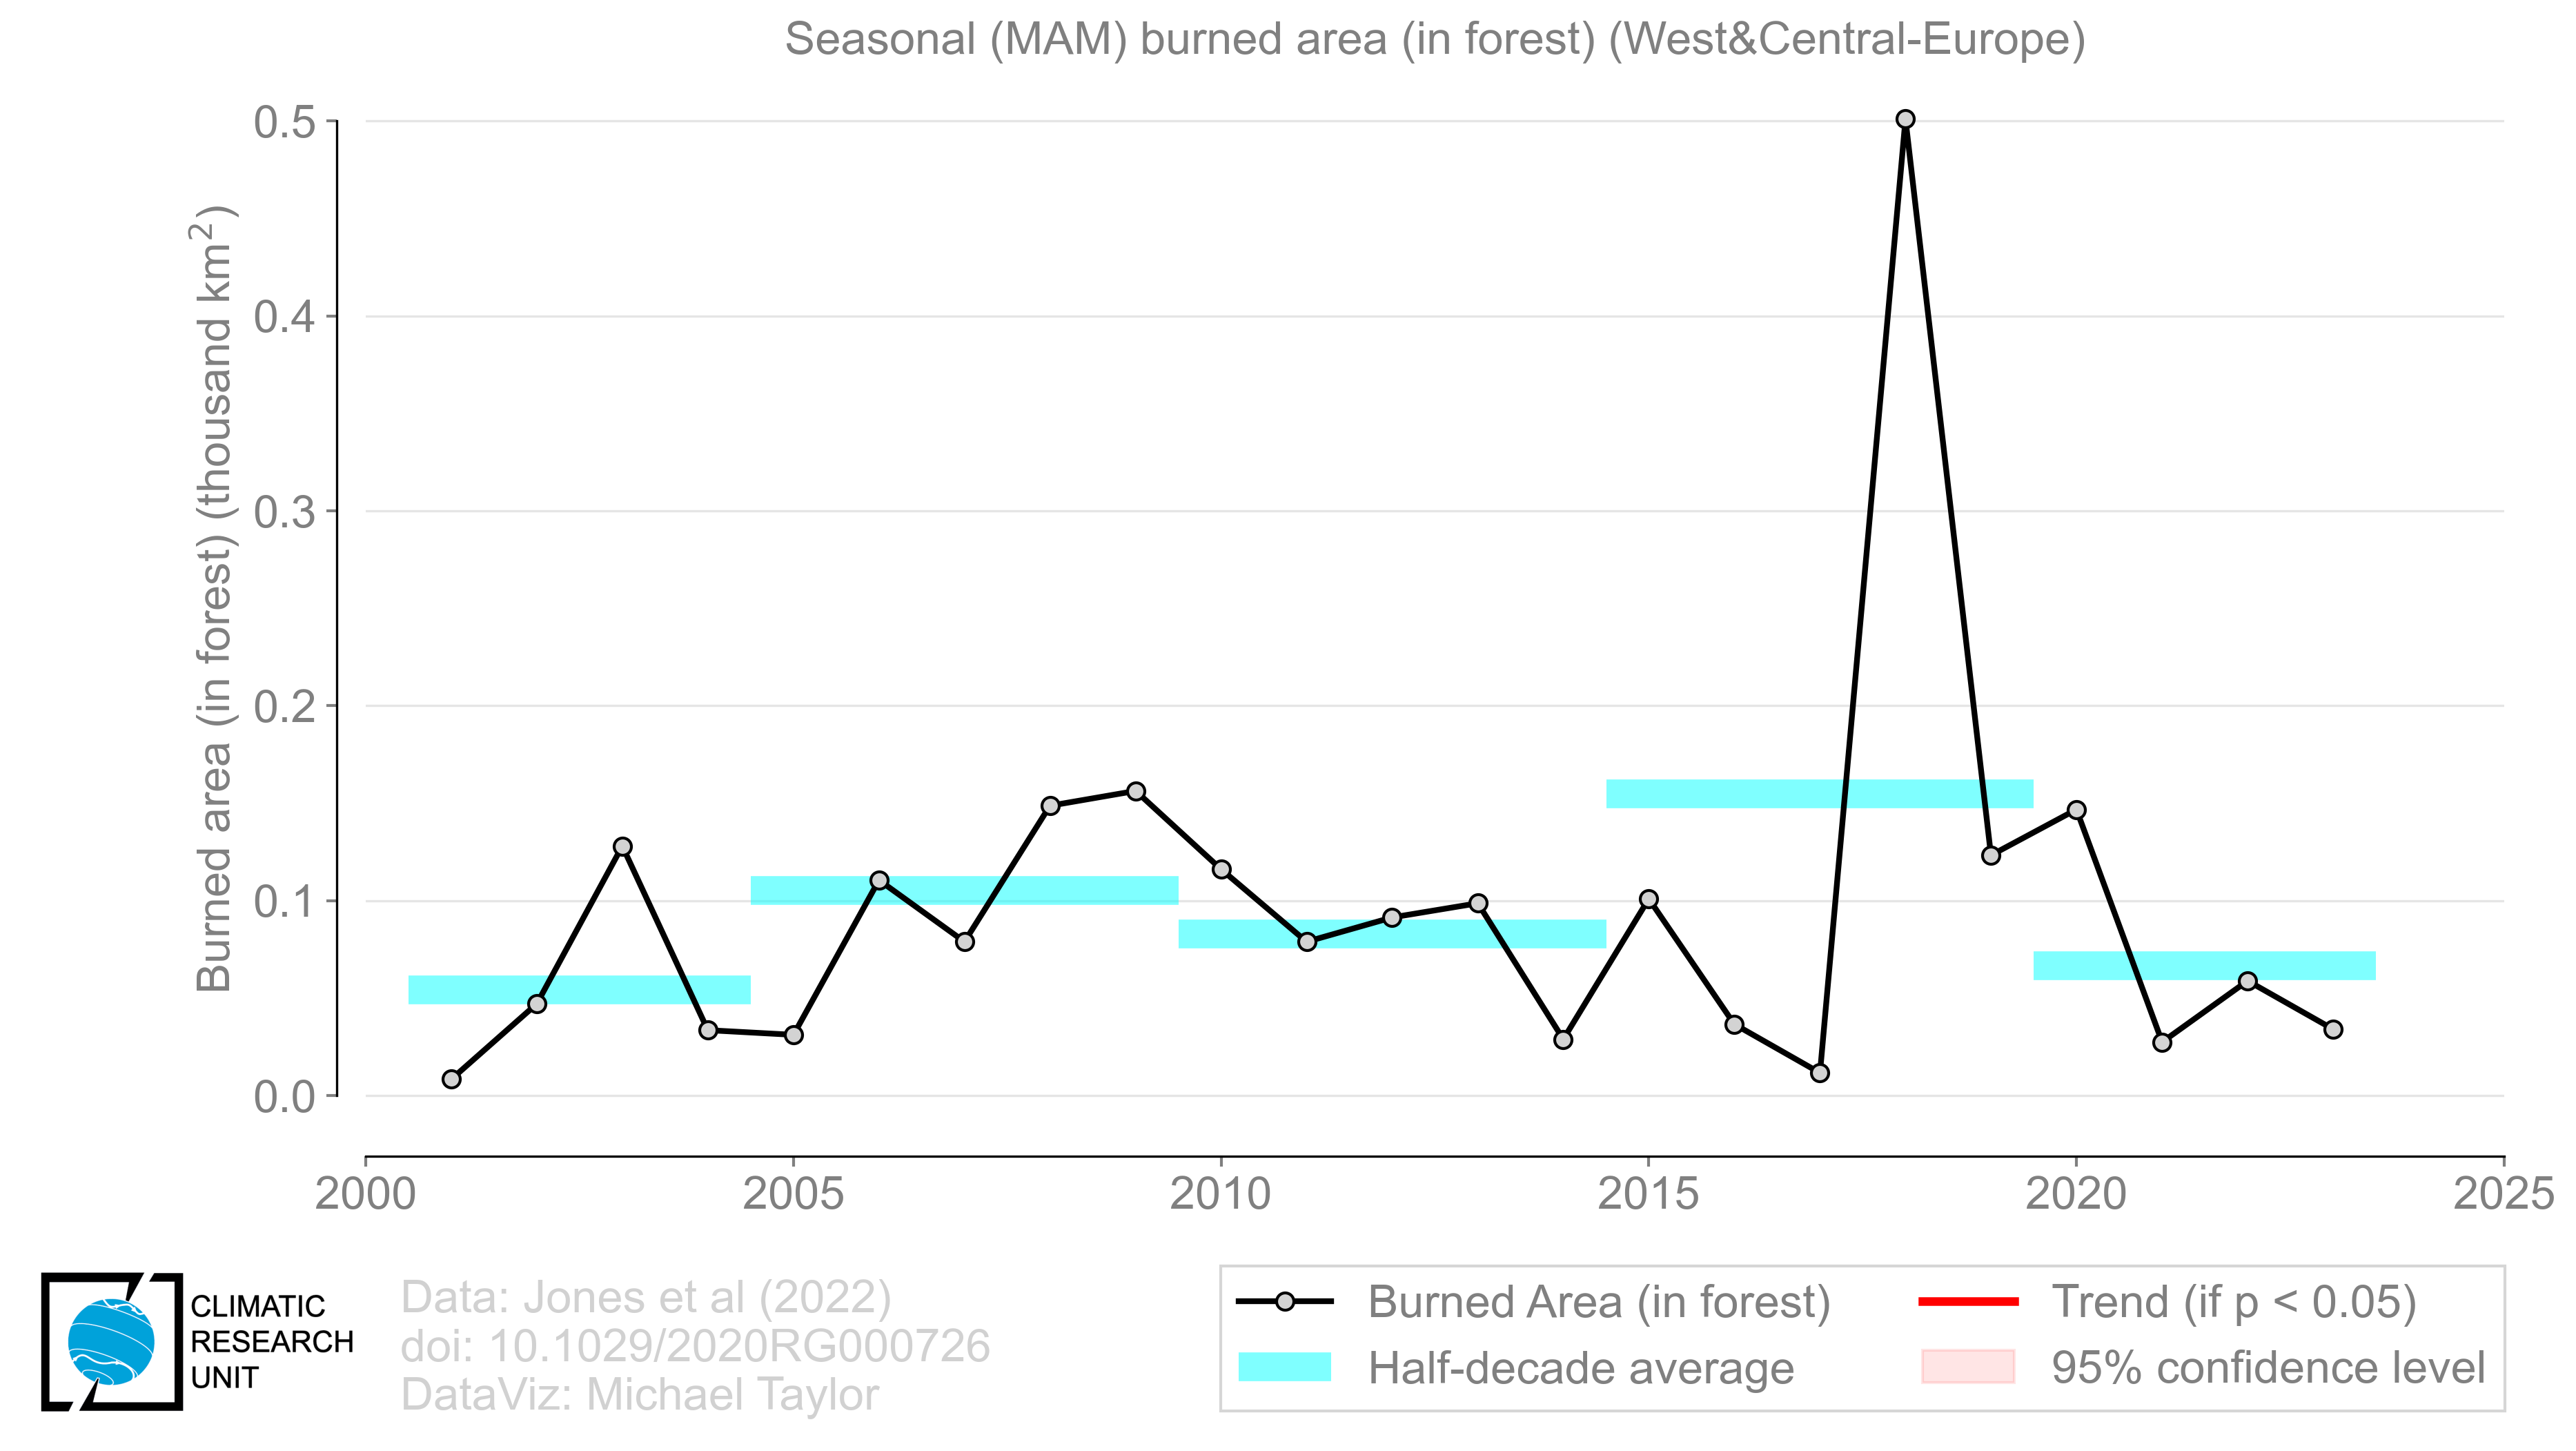 Seasonal (MAM) burned area (in forest) (West&Central-Europe)
Burned area (in forest) (thousand km²)
0.5
0.4
0.3
0.2
0.1
0.0
2000 2005 2010 2015 2020 2025
CLIMATIC
RESEARCH
UNIT
Data: Jones et al (2022)
doi: 10.1029/2020RG000726
DataViz: Michael Taylor
Burned Area (in forest)
Half-decade average
Trend (if p < 0.05)
95% confidence level